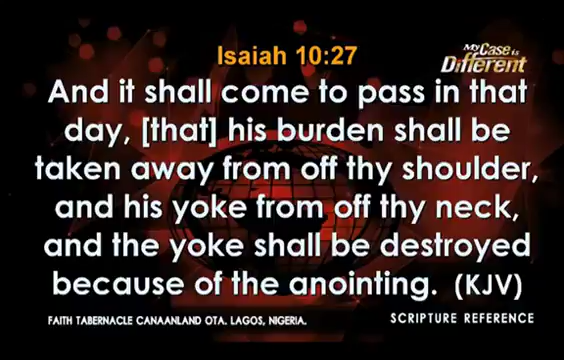 Isaiah 10:27
My Case is
Different
And it shall come to pass in that
day, [that] his burden shall be
taken away from off thy shoulder,
and his yoke from off thy neck,
and the yoke shall be destroyed
because of the anointing. (KJV)
FAITH TABERNACLE CANAANLAND OTA. LAGOS, NIGERIA.
SCRIPTURE REFERENCE